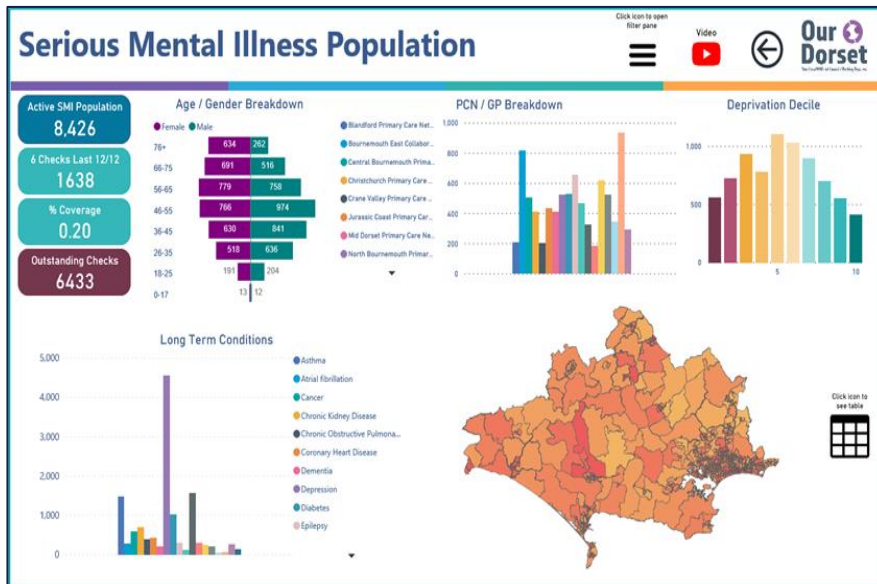 Serious Mental Illness Population
Click icon to open
filter pane
Video
Our
Dorset
Active SMI Population
8,426
6 Checks Last 12/12
1638
% Coverage
0.20
Outstanding Checks
6433
Age / Gender Breakdown
Female Male
76+ 634 262
66-75 691 516
56-65 779 758
46-55 766 974
36-45 630 841
26-35 518 636
18-25 191 204
0-17 13 12
Blandford Primary Care Net...
Bournemouth East Collabor...
Central Bournemouth Prima...
Christchurch Primary Care ...
Crane Valley Primary Care ...
Jurassic Coast Primary Car...
Mid Dorset Primary Care Ne...
North Bournemouth Primar...
PCN / GP Breakdown
1,000
800
600
400
200
0
Deprivation Decile
1,000
500
0
5 10
Long Term Conditions
5,000
4,000
3,000
2,000
1,000
0
Asthma
Atrial fibrillation
Cancer
Chronic Kidney Disease
Chronic Obstructive Pulmona...
Coronary Heart Disease
Dementia
Depression
Diabetes
Epilepsy
Click icon to
see table